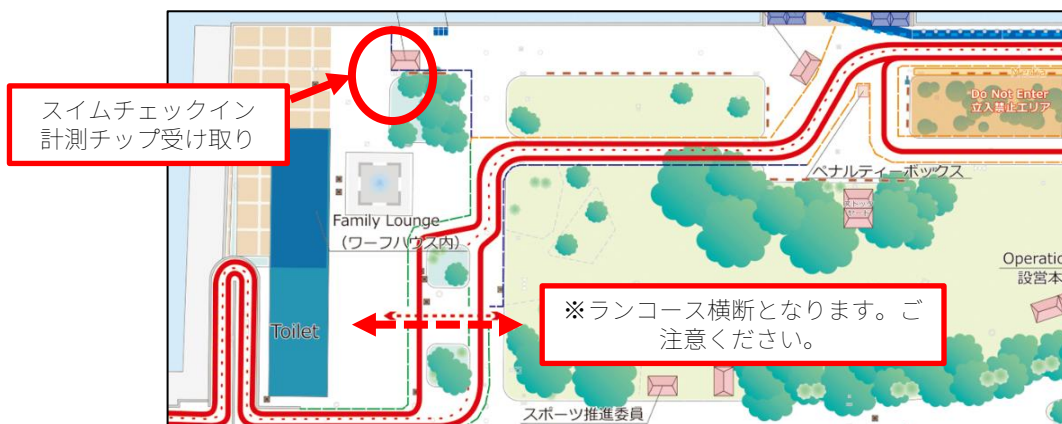 スイムチェックイン
計測チップ受け取り
Do Not Enter
立入禁止エリア
ペナルティーボックス
Family Lounge
（ワーフハウス内）
Operatio
設営本
Toilet
※ランコース横断となります。ご
注意ください。
スポーツ推進委員